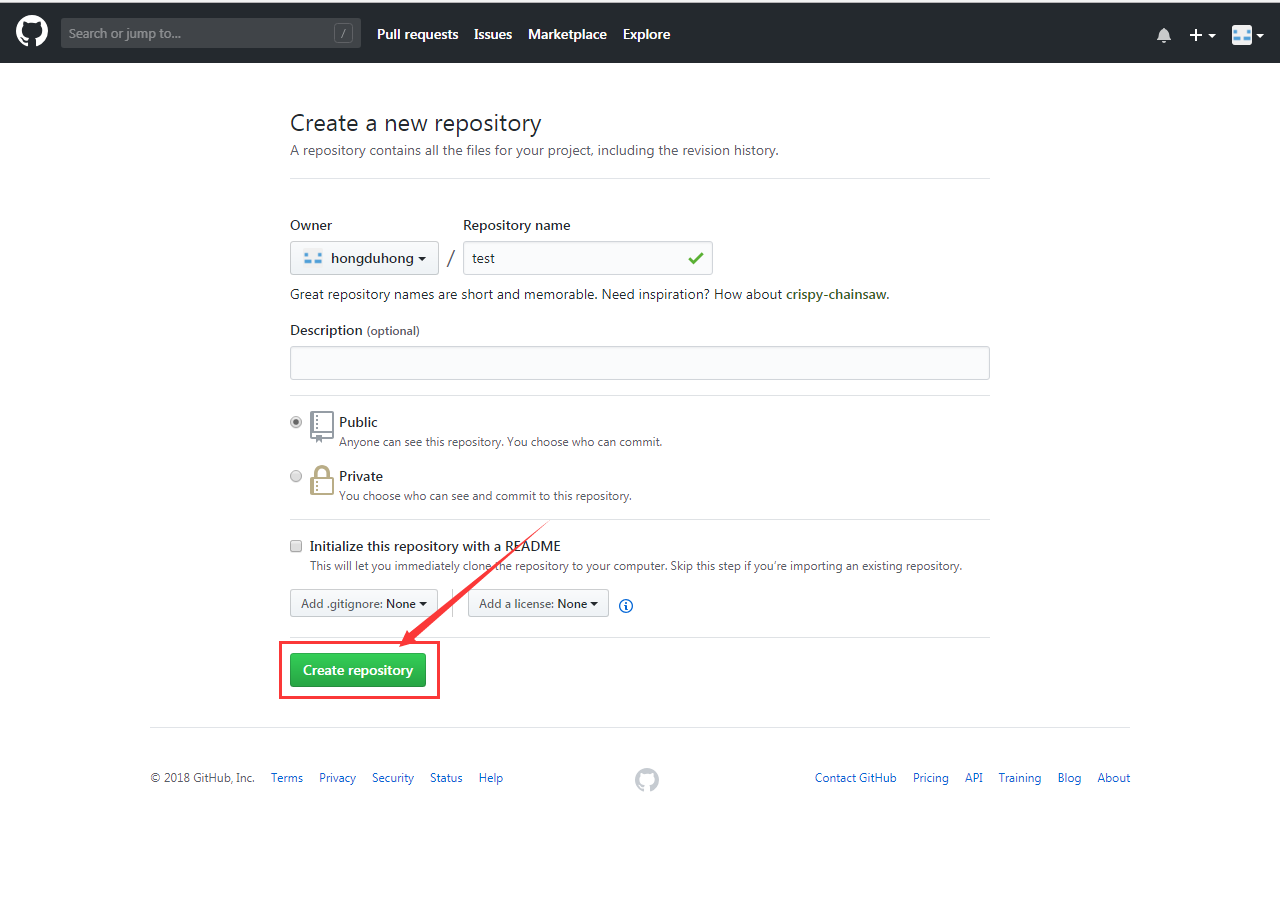 Search or jump to... /
Pull requests Issues Marketplace Explore
Create a new repository
A repository contains all the files for your project, including the revision history.
Owner Repository name
hongduhong / test
Great repository names are short and memorable. Need inspiration? How about crispy-chainsaw.
Description (optional)
Public
Anyone can see this repository. You choose who can commit.
Private
You choose who can see and commit to this repository.
Initialize this repository with a README
This will let you immediately clone the repository to your computer. Skip this step if you're importing an existing repository.
Add .gitignore: None Add a license: None
Create repository
© 2018 GitHub, Inc. Terms Privacy Security Status Help Contact GitHub Pricing API Training Blog About